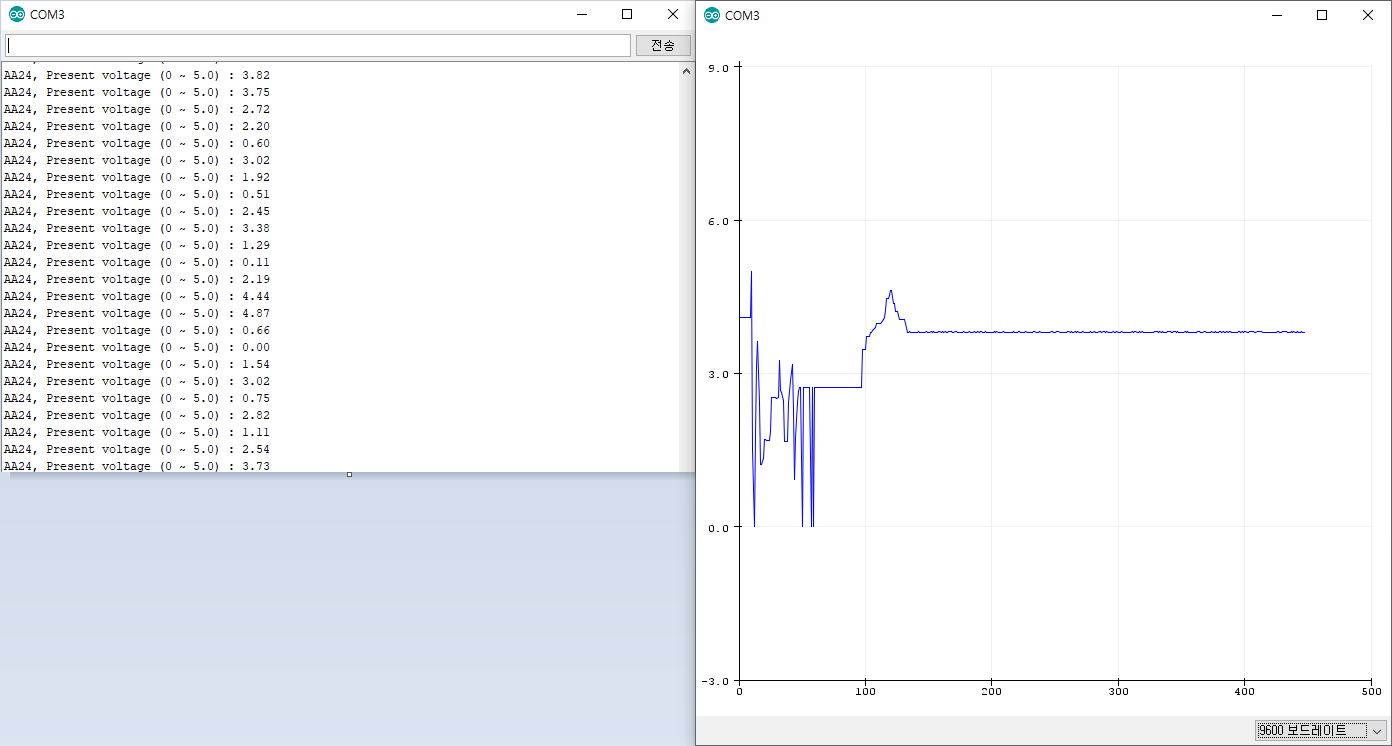 COM3
전송
AA24, Present voltage (0 ~ 5.0) : 3.82
AA24, Present voltage (0 ~ 5.0) : 3.75
AA24, Present voltage (0 ~ 5.0) : 2.72
AA24, Present voltage (0 ~ 5.0) : 2.20
AA24, Present voltage (0 ~ 5.0) : 0.60
AA24, Present voltage (0 ~ 5.0) : 3.02
AA24, Present voltage (0 ~ 5.0) : 1.92
AA24, Present voltage (0 ~ 5.0) : 0.51
AA24, Present voltage (0 ~ 5.0) : 2.45
AA24, Present voltage (0 ~ 5.0) : 3.38
AA24, Present voltage (0 ~ 5.0) : 1.29
AA24, Present voltage (0 ~ 5.0) : 0.11
AA24, Present voltage (0 ~ 5.0) : 2.19
AA24, Present voltage (0 ~ 5.0) : 4.44
AA24, Present voltage (0 ~ 5.0) : 4.87
AA24, Present voltage (0 ~ 5.0) : 0.66
AA24, Present voltage (0 ~ 5.0) : 0.00
AA24, Present voltage (0 ~ 5.0) : 1.54
AA24, Present voltage (0 ~ 5.0) : 3.02
AA24, Present voltage (0 ~ 5.0) : 0.75
AA24, Present voltage (0 ~ 5.0) : 2.82
AA24, Present voltage (0 ~ 5.0) : 1.11
AA24, Present voltage (0 ~ 5.0) : 2.54
AA24, Present voltage (0 ~ 5.0) : 3.73
COM3
9.0
6.0
3.0
0.0
-3.0
0 100 200 300 400 500
9600 보드레이트